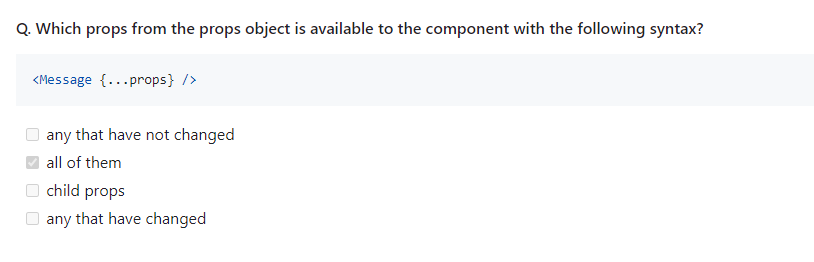 Q. Which props from the props object is available to the component with the following syntax?
<Message {...props} />
any that have not changed
all of them
child props
any that have changed